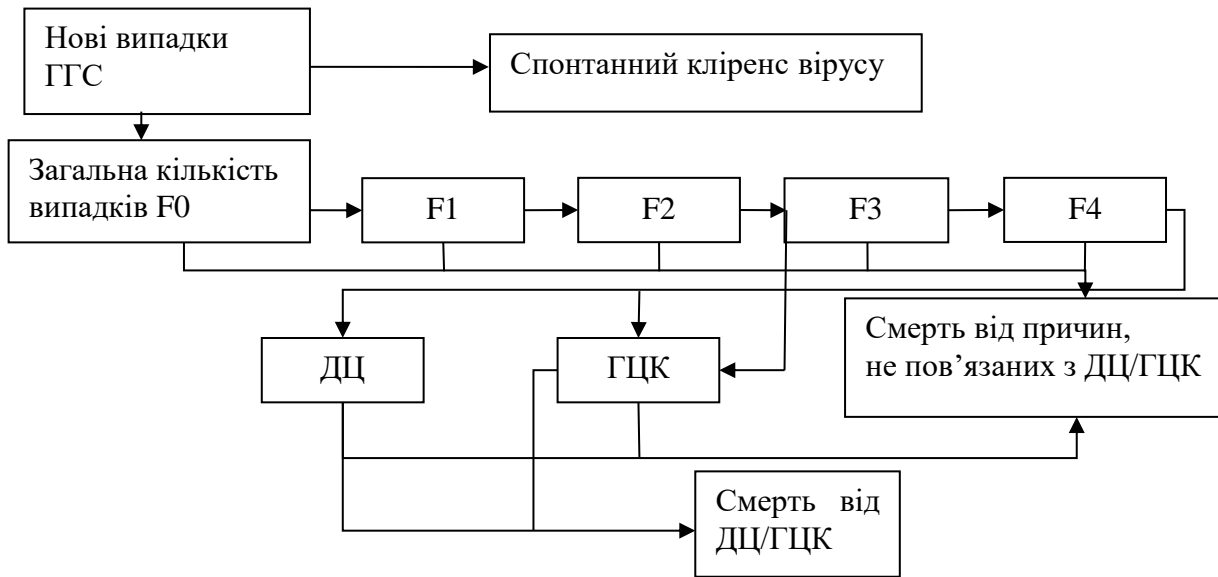 Нові випадки
ГГС
Спонтанний кліренс вірусу
Загальна кількість
випадків F0
F1
F2
F3
F4
Смерть від причин,
не пов’язаних з ДЦ/ГЦК
ДЦ
ГЦК
Смерть від
ДЦ/ГЦК